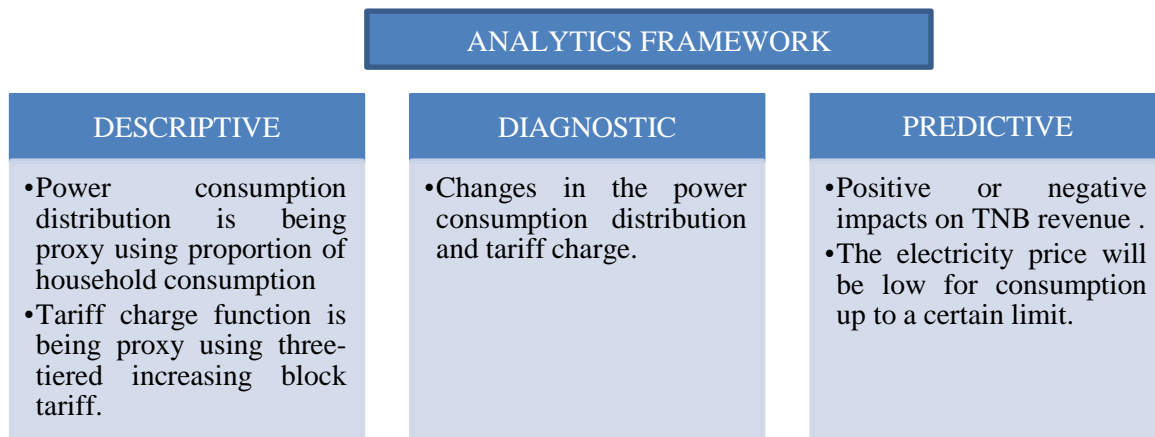 ANALYTICS FRAMEWORK
DESCRIPTIVE
•Power consumption
distribution is being
proxy using proportion of
household consumption
•Tariff charge function is
being proxy using three-
tiered increasing block
tariff.
DIAGNOSTIC
•Changes in the power
consumption distribution
and tariff charge.
PREDICTIVE
•Positive or negative
impacts on TNB revenue .
•The electricity price will
be low for consumption
up to a certain limit.